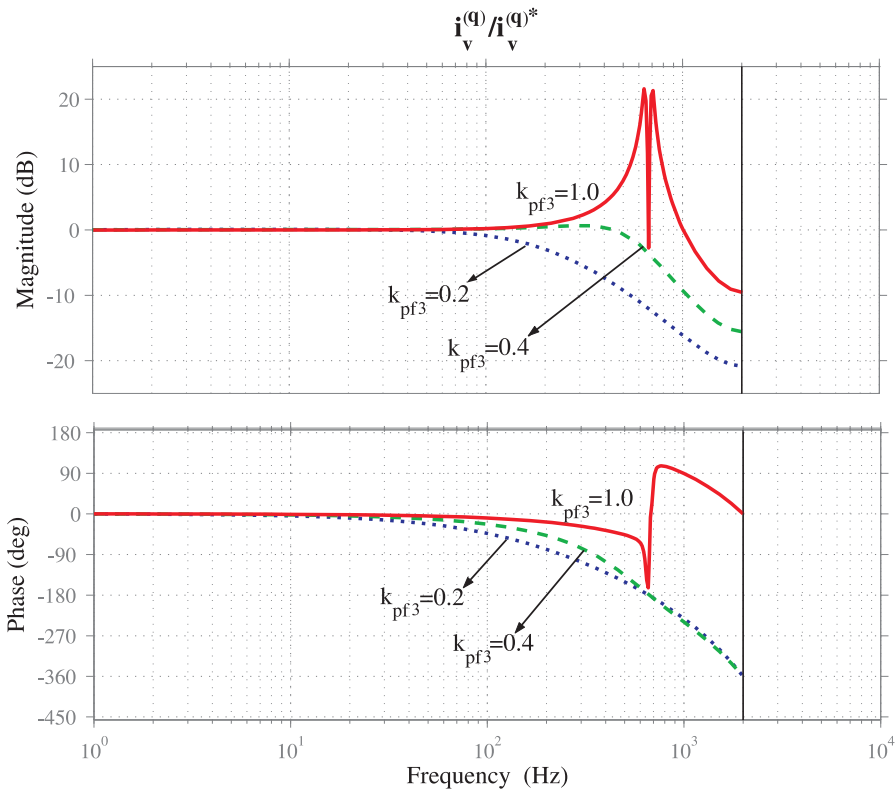 i_v^(q)/i_v^(q)*
Magnitude (dB)
20
10
0
-10
-20
k_pf3=1.0
k_pf3=0.2
k_pf3=0.4
Phase (deg)
180
90
0
-90
-180
-270
-360
-450
k_pf3=1.0
k_pf3=0.2
k_pf3=0.4
10^0
10^1
10^2
10^3
10^4
Frequency (Hz)